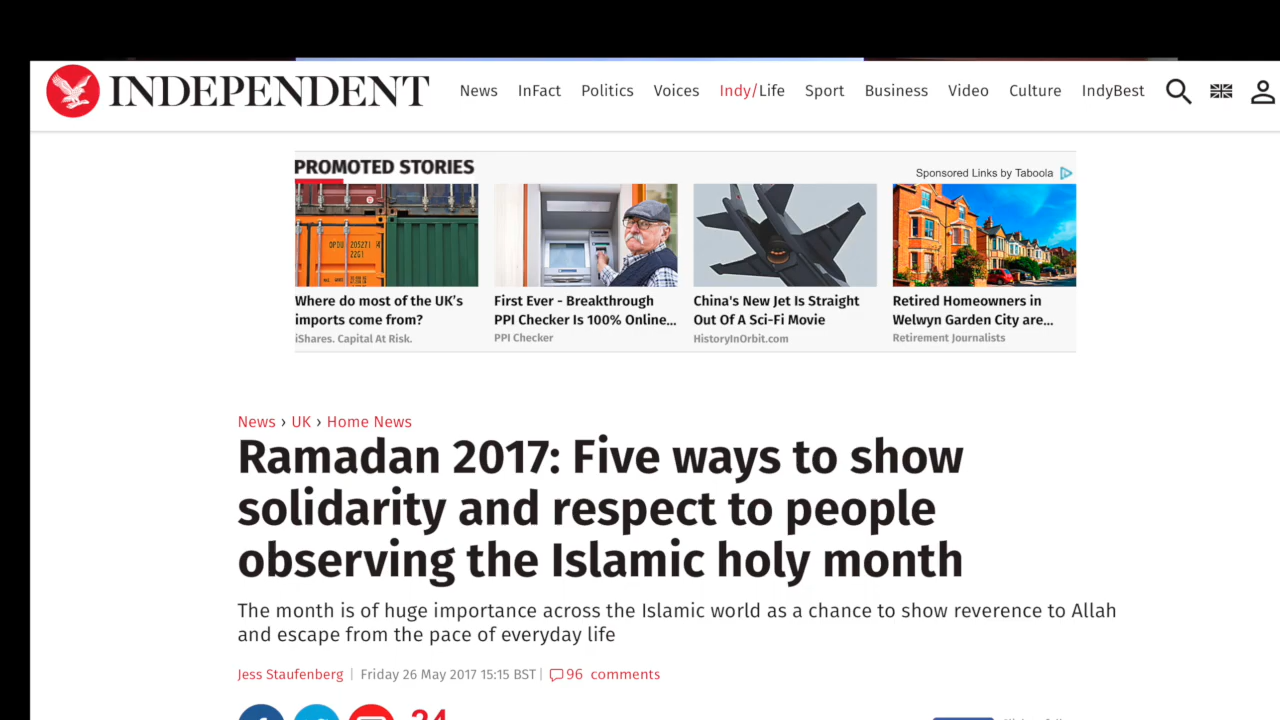 INDEPENDENT
News InFact Politics Voices Indy/Life Sport Business Video Culture IndyBest
PROMOTED STORIES
Sponsored Links by Taboola
OPDU 205271
22G1
Where do most of the UK's
imports come from?
iShares. Capital At Risk.
First Ever - Breakthrough
PPI Checker Is 100% Online...
PPI Checker
China's New Jet Is Straight
Out Of A Sci-Fi Movie
HistoryInOrbit.com
Retired Homeowners in
Welwyn Garden City are...
Retirement Journalists
News › UK › Home News
Ramadan 2017: Five ways to show
solidarity and respect to people
observing the Islamic holy month
The month is of huge importance across the Islamic world as a chance to show reverence to Allah
and escape from the pace of everyday life
Jess Staufenberg | Friday 26 May 2017 15:15 BST | 96 comments
24